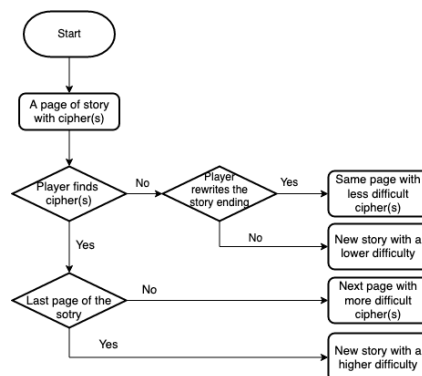 Start
A page of story
with cipher(s)
Player finds
cipher(s)
No
Player
rewrites the
story ending
Yes
Same page with
less difficult
cipher(s)
No
New story with a
lower difficulty
Yes
Last page of the
sotry
No
Next page with
more difficult
cipher(s)
Yes
New story with a
higher difficulty